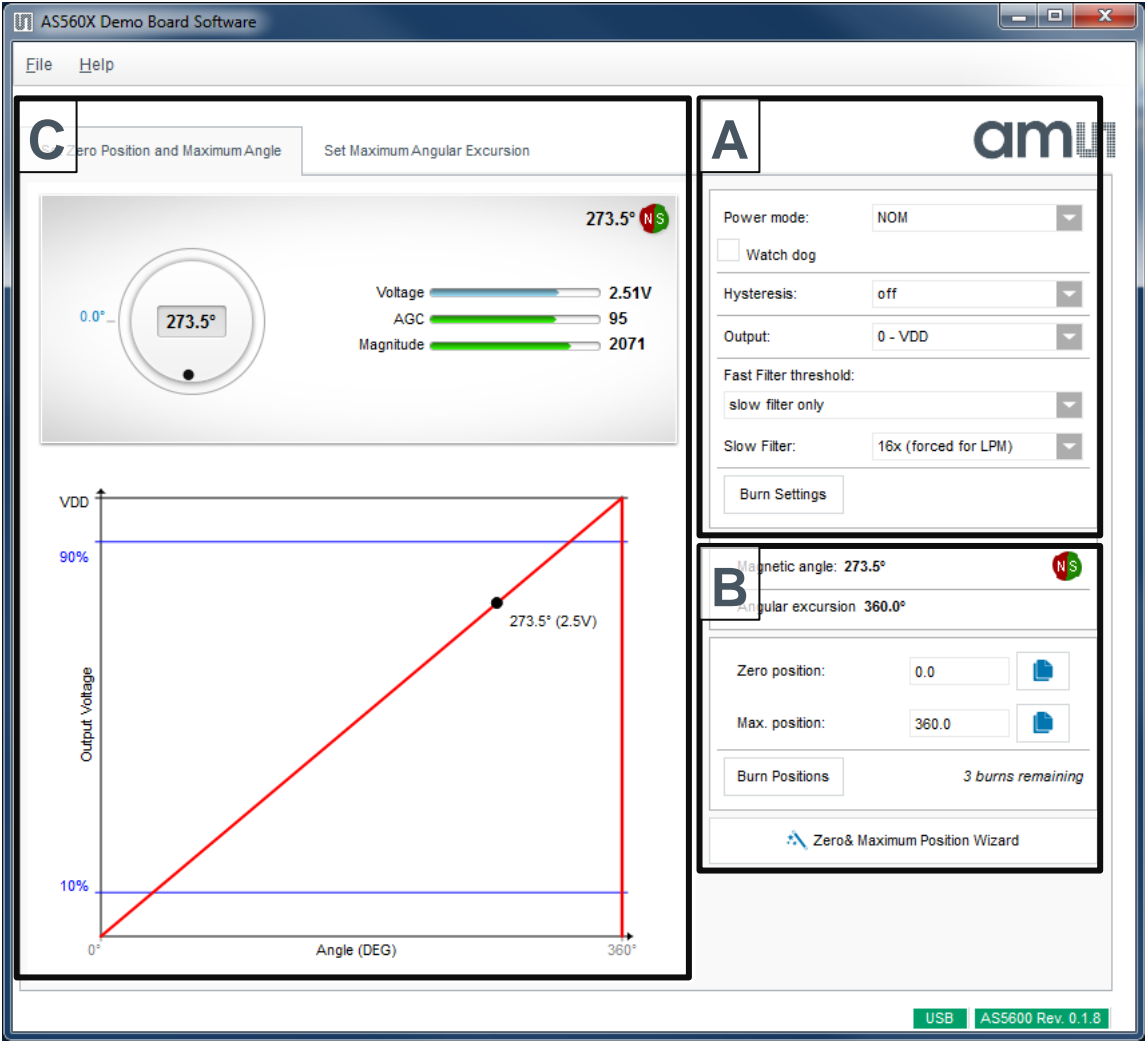 AS560X Demo Board Software
File Help
C
ero Position and Maximum Angle
Set Maximum Angular Excursion
273.5° N S
0.0°
273.5°
Voltage 2.51V
AGC 95
Magnitude 2071
VDD
90%
273.5° (2.5V)
Output Voltage
10%
0° Angle (DEG) 360°
A
am
Power mode: NOM
Watch dog
Hysteresis: off
Output: 0 - VDD
Fast Filter threshold:
slow filter only
Slow Filter: 16x (forced for LPM)
Burn Settings
B
Magnetic angle: 273.5° N S
Angular excursion 360.0°
Zero position: 0.0
Max. position: 360.0
Burn Positions 3 burns remaining
Zero& Maximum Position Wizard
USB AS5600 Rev. 0.1.8